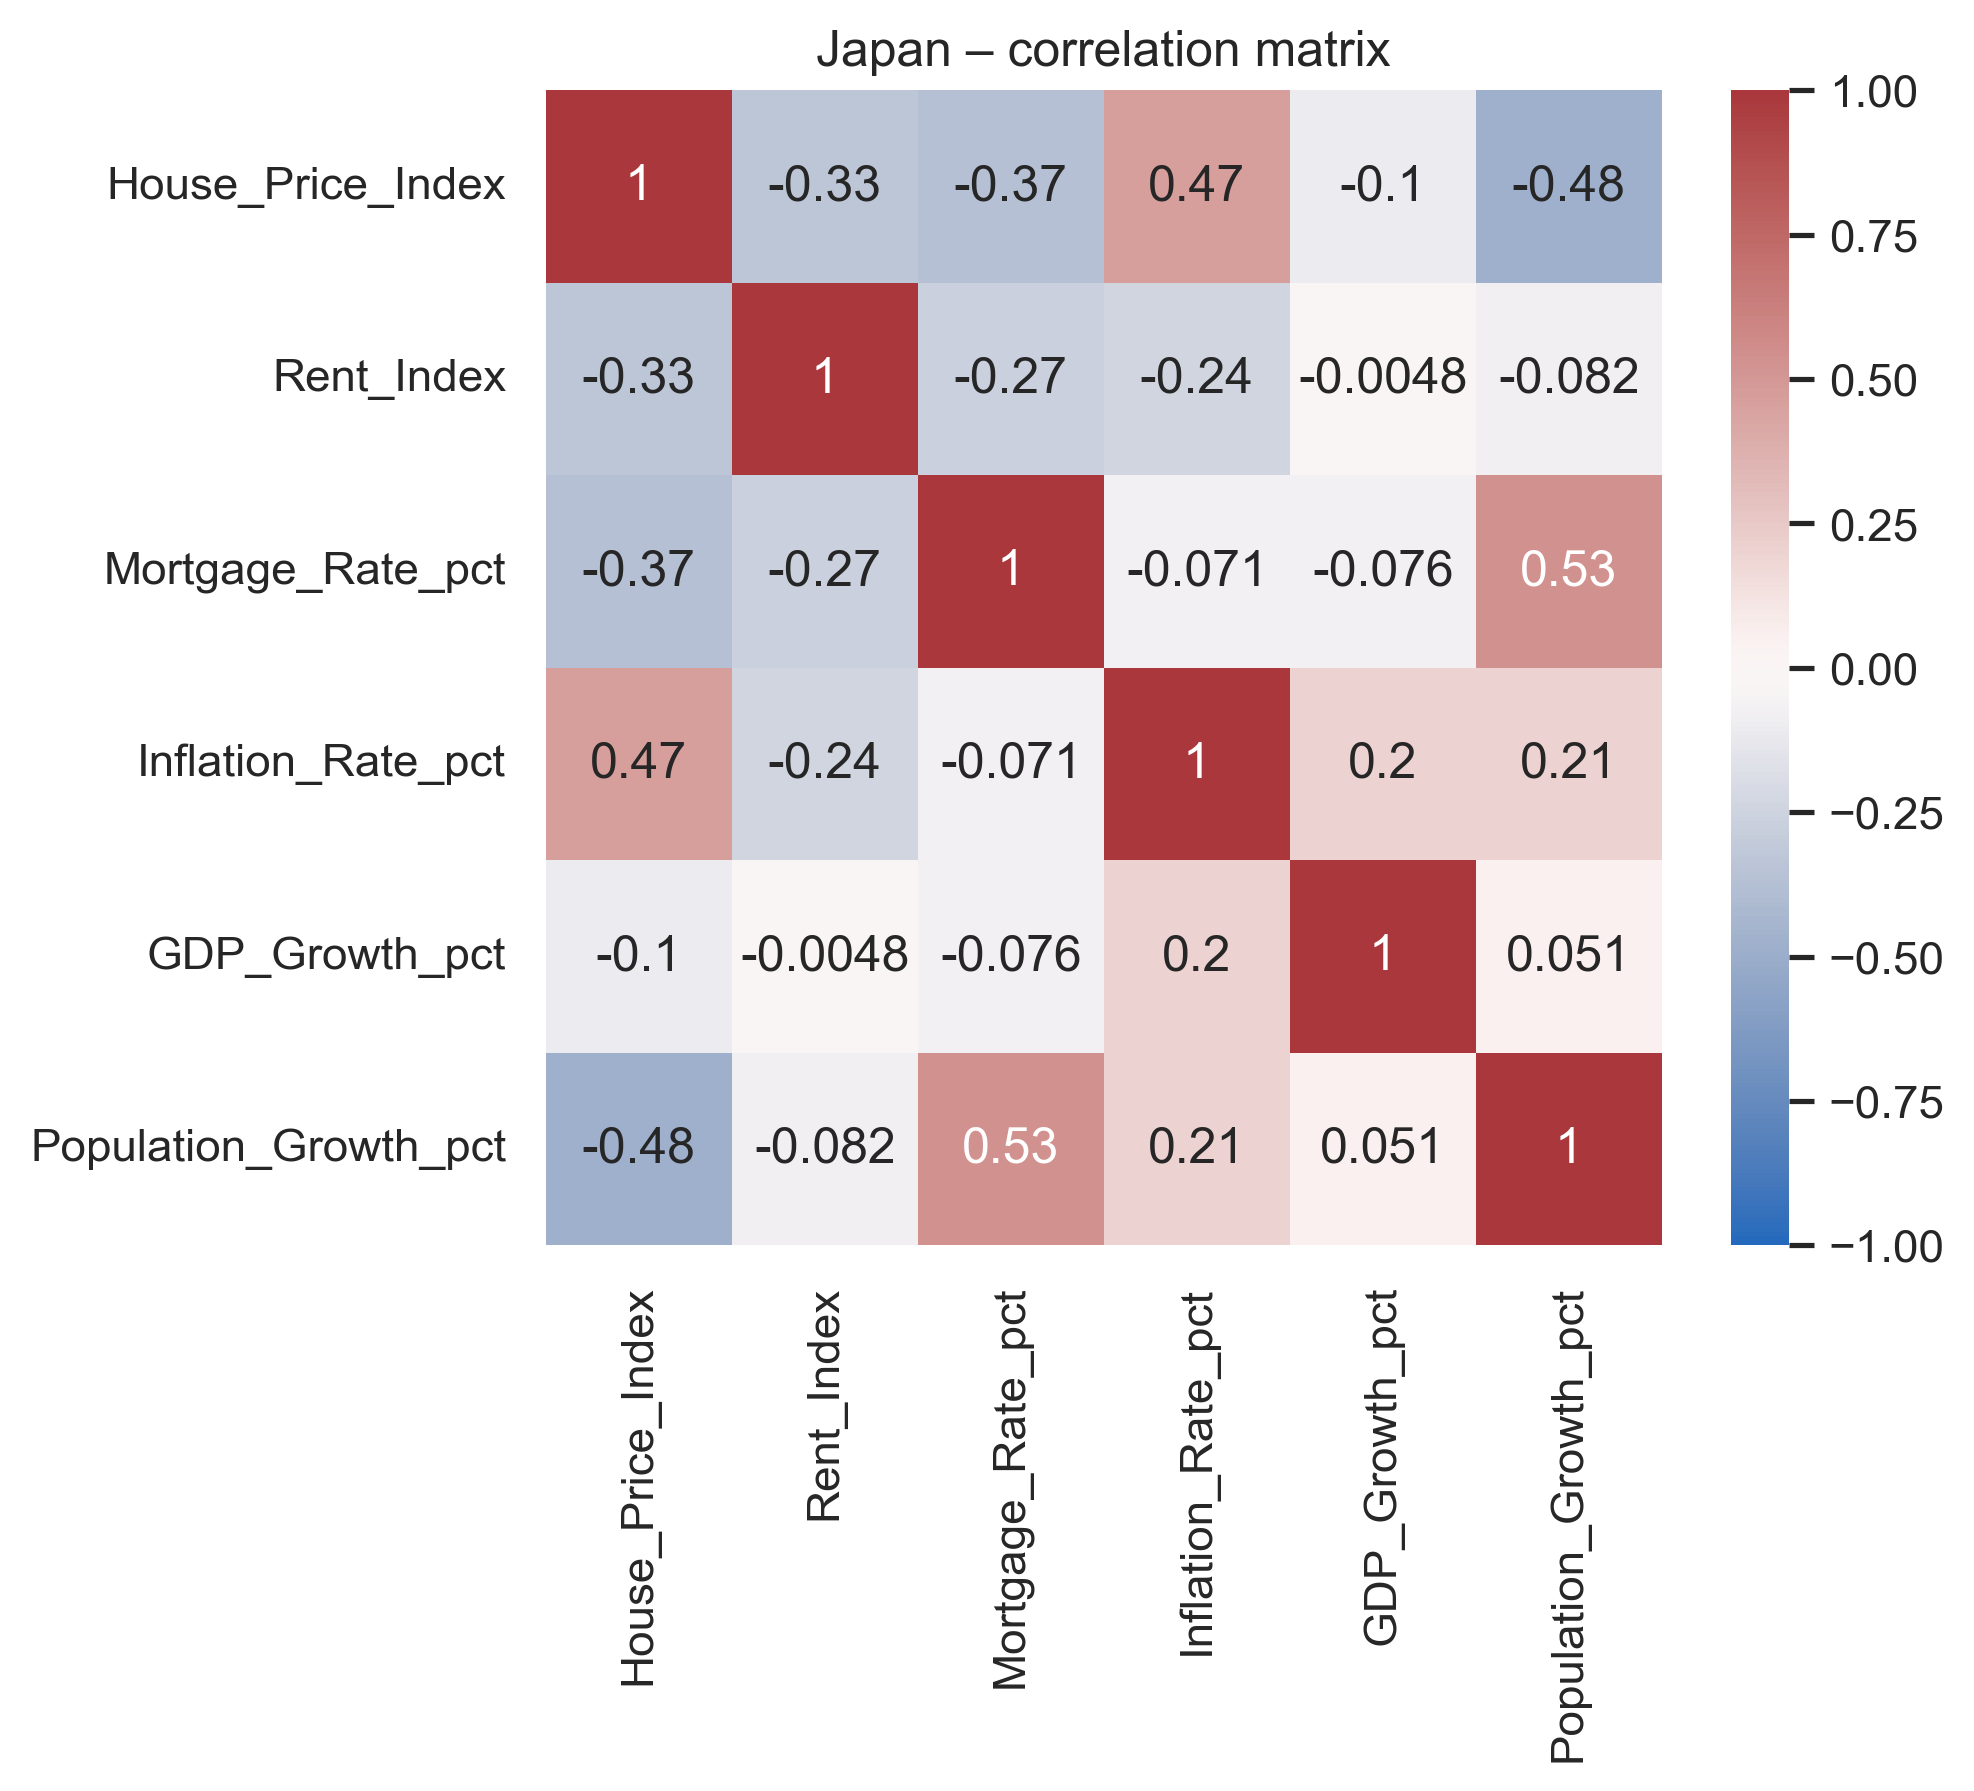 Japan – correlation matrix
House_Price_Index 1 -0.33 -0.37 0.47 -0.1 -0.48
Rent_Index -0.33 1 -0.27 -0.24 -0.0048 -0.082
Mortgage_Rate_pct -0.37 -0.27 1 -0.071 -0.076 0.53
Inflation_Rate_pct 0.47 -0.24 -0.071 1 0.2 0.21
GDP_Growth_pct -0.1 -0.0048 -0.076 0.2 1 0.051
Population_Growth_pct -0.48 -0.082 0.53 0.21 0.051 1
House_Price_Index
Rent_Index
Mortgage_Rate_pct
Inflation_Rate_pct
GDP_Growth_pct
Population_Growth_pct
1.00
0.75
0.50
0.25
0.00
−0.25
−0.50
−0.75
−1.00